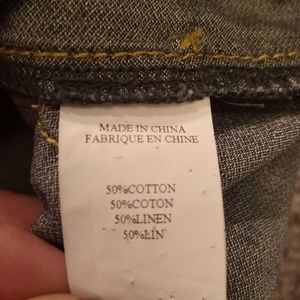 MADE IN CHINA
FABRIQUE EN CHINE
50%COTTON
50%COTON
50%LINEN
50%LIN